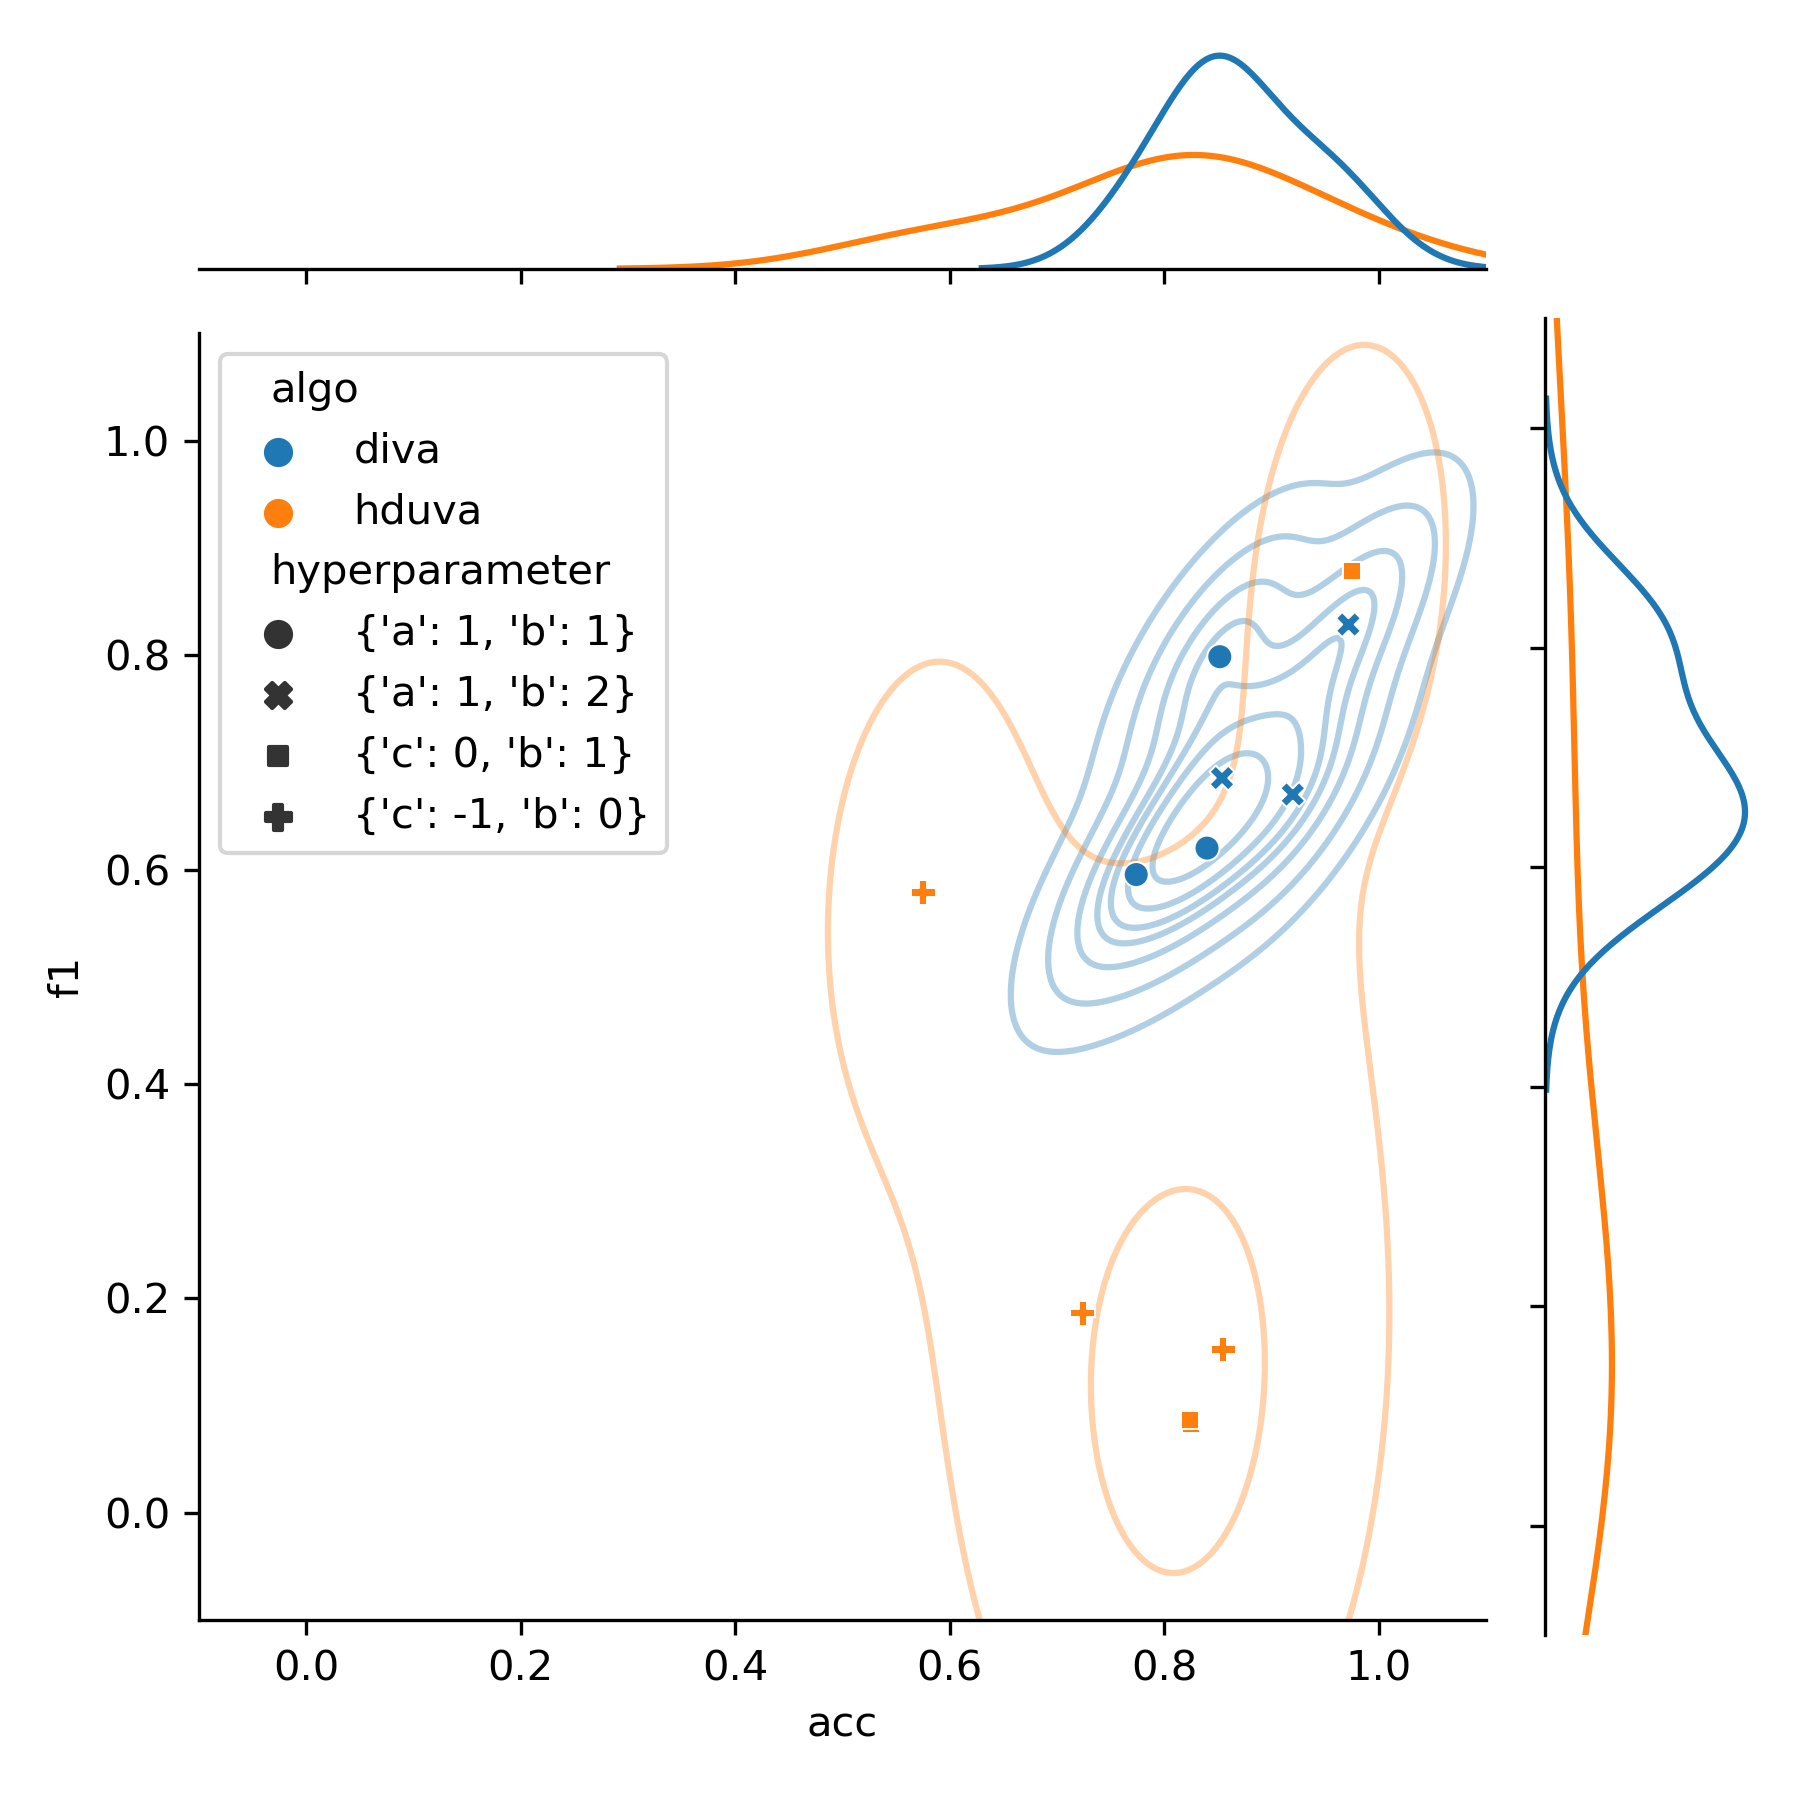 algo
diva
hduva
hyperparameter
{'a': 1, 'b': 1}
{'a': 1, 'b': 2}
{'c': 0, 'b': 1}
{'c': -1, 'b': 0}
1.0
0.8
0.6
0.4
0.2
0.0
f1
0.0 0.2 0.4 0.6 0.8 1.0
acc